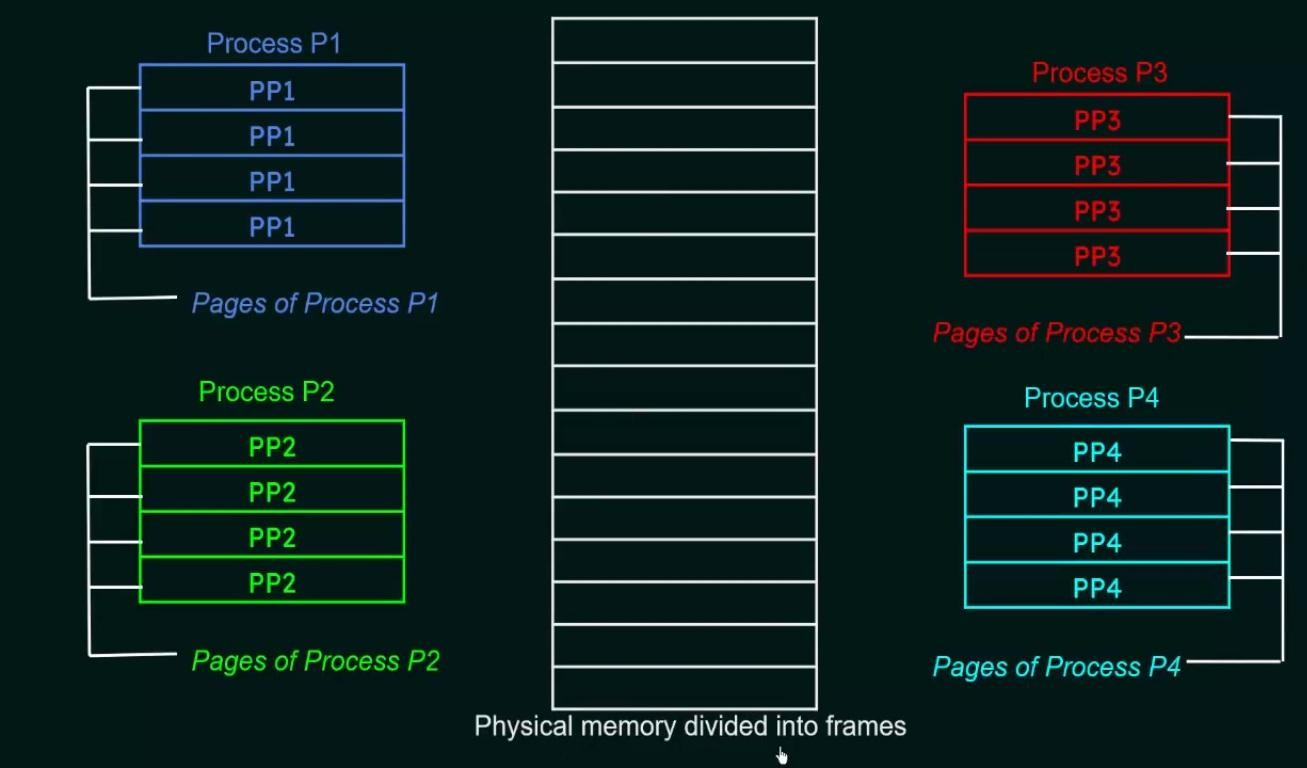 Process P1
PP1
PP1
PP1
PP1
Pages of Process P1
Process P2
PP2
PP2
PP2
PP2
Pages of Process P2
Physical memory divided into frames
Process P3
PP3
PP3
PP3
PP3
Pages of Process P3
Process P4
PP4
PP4
PP4
PP4
Pages of Process P4